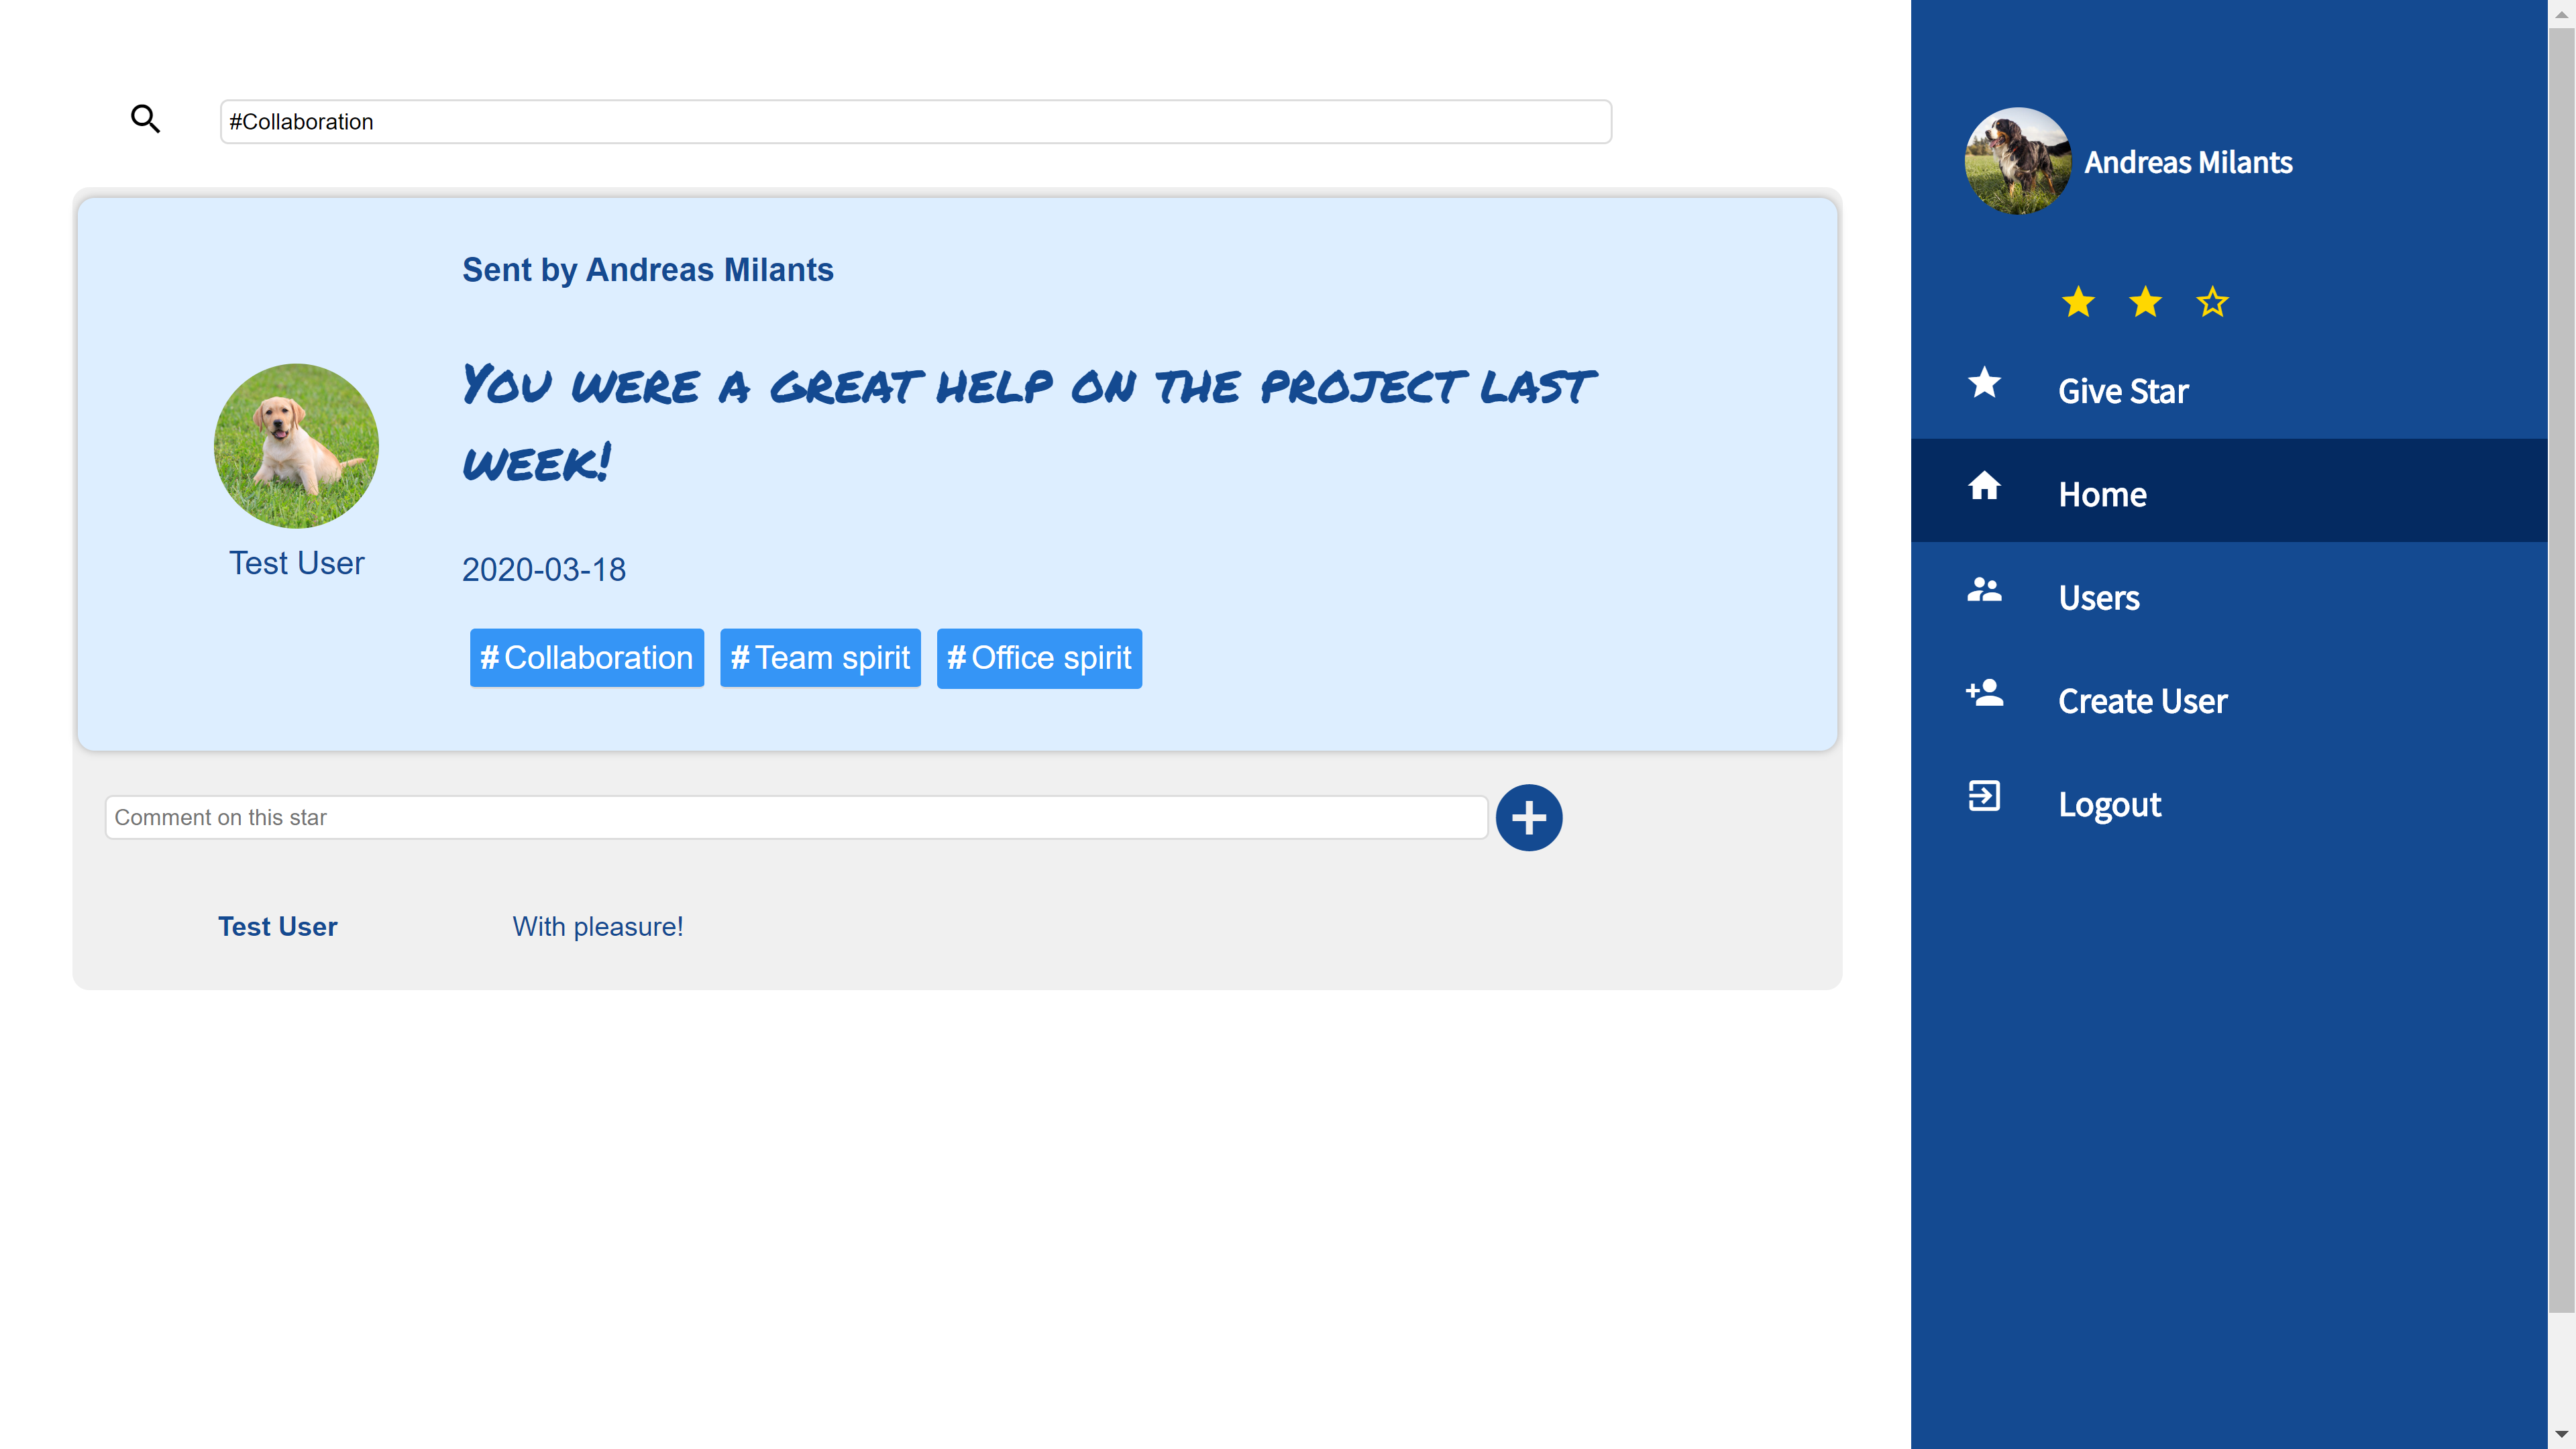 #Collaboration
Sent by Andreas Milants
You were a great help on the project last
week!
Test User
2020-03-18
#Collaboration #Team spirit #Office spirit
Comment on this star
Test User With pleasure!
Andreas Milants
Give Star
Home
Users
Create User
Logout